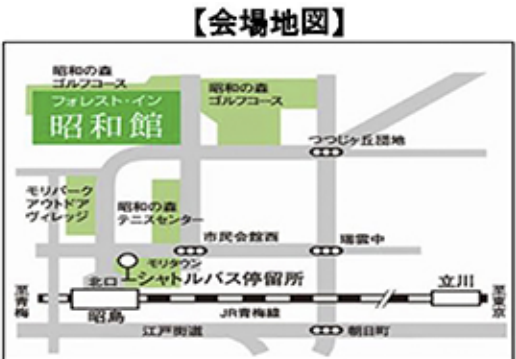 【会場地図】
昭和の森
ゴルフコース
昭和の森
ゴルフコース
フォレスト・イン
昭和館
つつじヶ丘団地
モリパーク
アウトドア
ヴィレッジ
昭和の森
テニスセンター
市民会館西
瑞雲中
モリタウン
シャトルバス停留所
北口
至青梅
昭島
JR青梅線
立川
至東京
江戸街道
朝日町